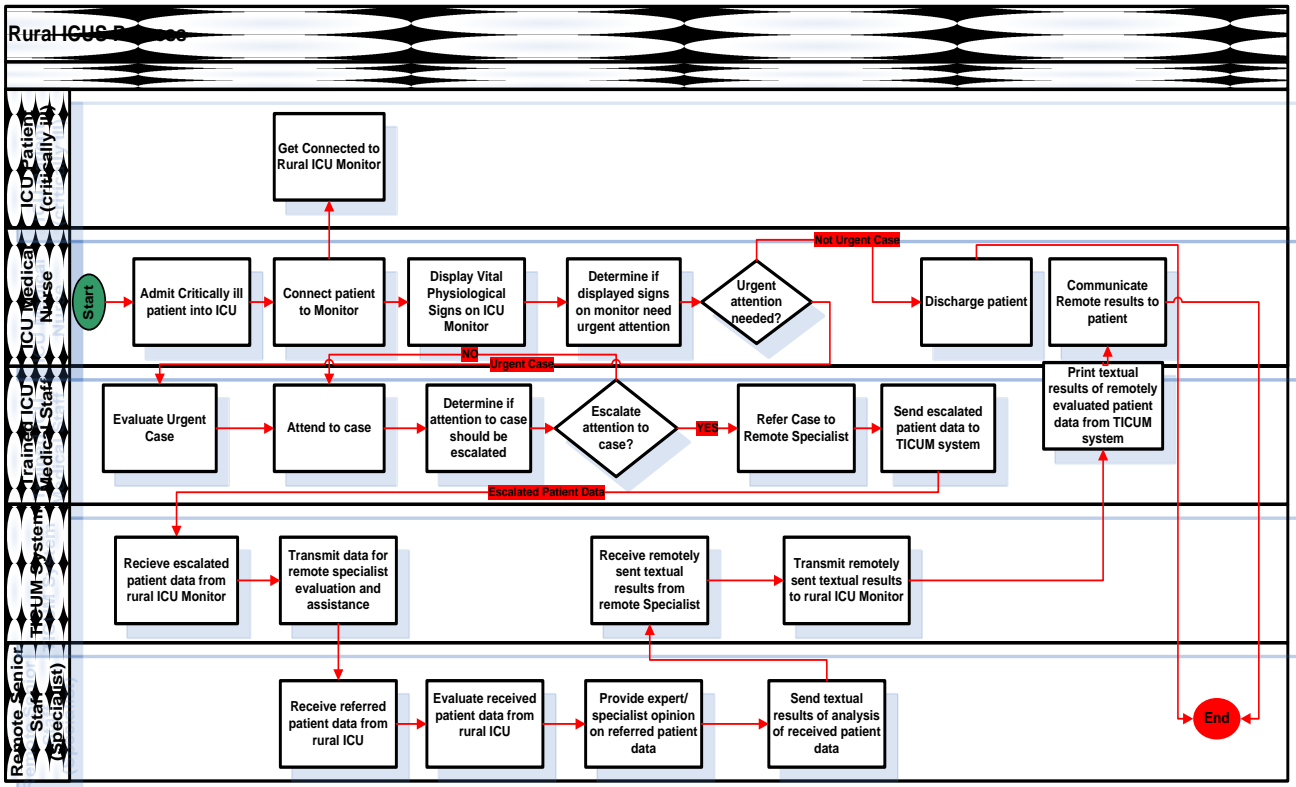 Rural ICUS Process
ICU Patient
(critically ill)
Get Connected to
Rural ICU Monitor
ICU Medical
Nurse
Start
Admit Critically ill
patient into ICU
Connect patient
to Monitor
Display Vital
Physiological
Signs on ICU
Monitor
Determine if
displayed signs
on monitor need
urgent attention
Urgent
attention
needed?
Not Urgent Case
Discharge patient
Communicate
Remote results to
patient
NO
Urgent Case
Trained ICU
Medical Staff
Evaluate Urgent
Case
Attend to case
Determine if
attention to case
should be
escalated
Escalate
attention to
case?
YES
Refer Case to
Remote Specialist
Send escalated
patient data to
TICUM system
Print textual
results of remotely
evaluated patient
data from TICUM
system
Escalated Patient Data
TICUM System
Recieve escalated
patient data from
rural ICU Monitor
Transmit data for
remote specialist
evaluation and
assistance
Receive remotely
sent textual
results from
remote Specialist
Transmit remotely
sent textual results
to rural ICU Monitor
Remote Senior
Staff
(Specialist)
Receive referred
patient data from
rural ICU
Evaluate received
patient data from
rural ICU
Provide expert/
specialist opinion
on referred patient
data
Send textual
results of analysis
of received patient
data
End